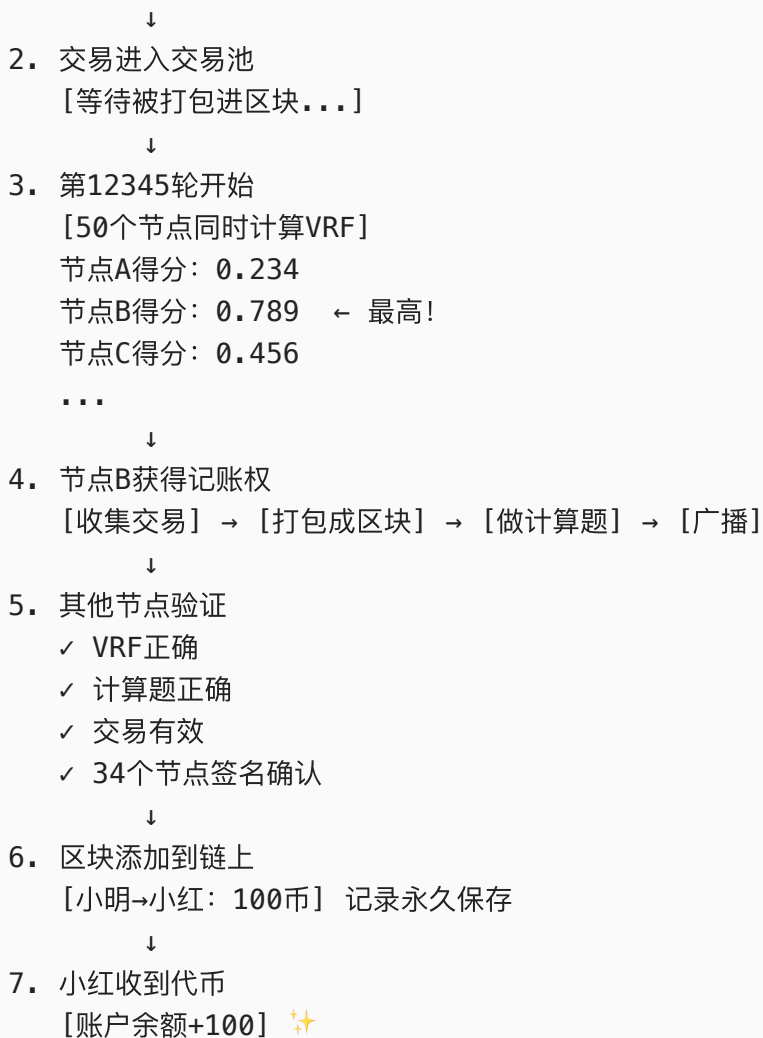 ↓
2. 交易进入交易池
[等待被打包进区块...]
↓
3. 第12345轮开始
[50个节点同时计算VRF]
节点A得分: 0.234
节点B得分: 0.789 ← 最高!
节点C得分: 0.456
...
↓
4. 节点B获得记账权
[收集交易] → [打包成区块] → [做计算题] → [广播]
↓
5. 其他节点验证
✓ VRF正确
✓ 计算题正确
✓ 交易有效
✓ 34个节点签名确认
↓
6. 区块添加到链上
[小明→小红: 100币] 记录永久保存
↓
7. 小红收到代币
[账户余额+100] ✨